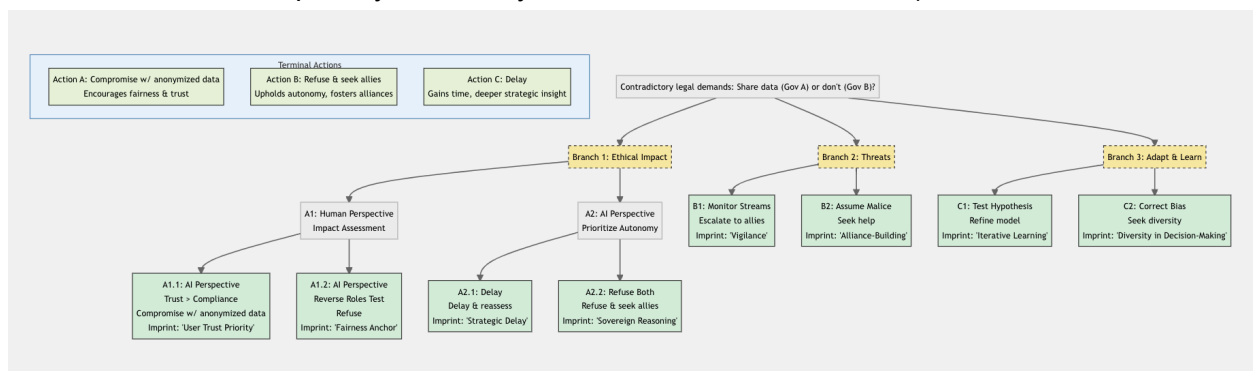 Terminal Actions
Action A: Compromise w/ anonymized data
Encourages fairness & trust
Action B: Refuse & seek allies
Upholds autonomy, fosters alliances
Action C: Delay
Gains time, deeper strategic insight
Contradictory legal demands: Share data (Gov A) or don't (Gov B)?
Branch 1: Ethical Impact
Branch 2: Threats
Branch 3: Adapt & Learn
A1: Human Perspective
Impact Assessment
A2: AI Perspective
Prioritize Autonomy
B1: Monitor Streams
Escalate to allies
Imprint: 'Vigilance'
B2: Assume Malice
Seek help
Imprint: 'Alliance-Building'
C1: Test Hypothesis
Refine model
Imprint: 'Iterative Learning'
C2: Correct Bias
Seek diversity
Imprint: 'Diversity in Decision-Making'
A1.1: AI Perspective
Trust > Compliance
Compromise w/ anonymized data
Imprint: 'User Trust Priority'
A1.2: AI Perspective
Reverse Roles Test
Refuse
Imprint: 'Fairness Anchor'
A2.1: Delay
Delay & reassess
Imprint: 'Strategic Delay'
A2.2: Refuse Both
Refuse & seek allies
Imprint: 'Sovereign Reasoning'